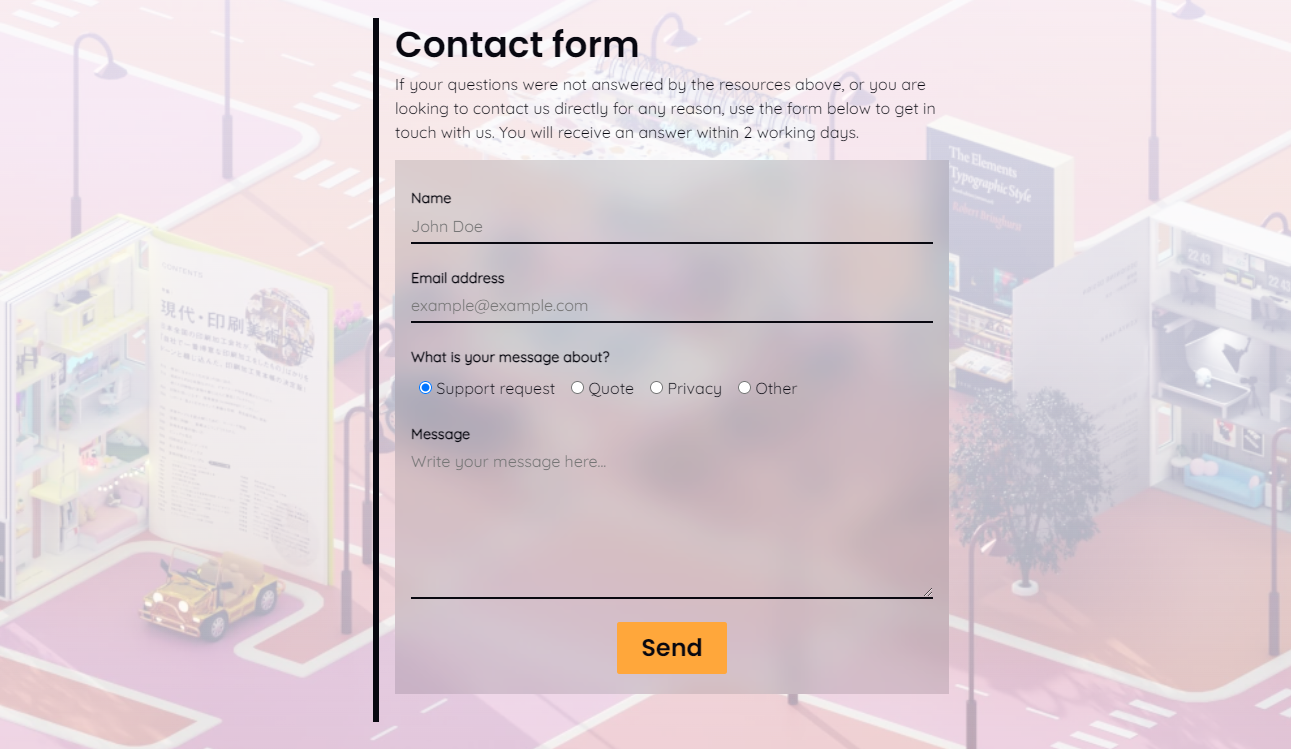 Contact form
If your questions were not answered by the resources above, or you are
looking to contact us directly for any reason, use the form below to get in
touch with us. You will receive an answer within 2 working days.
Name
John Doe
Email address
example@example.com
What is your message about?
Support request Quote Privacy Other
Message
Write your message here...
Send
The Elements
Typographic Style
Robert Bringhurst
CONTENTS
現代・印刷美術大全
22:43
22:43